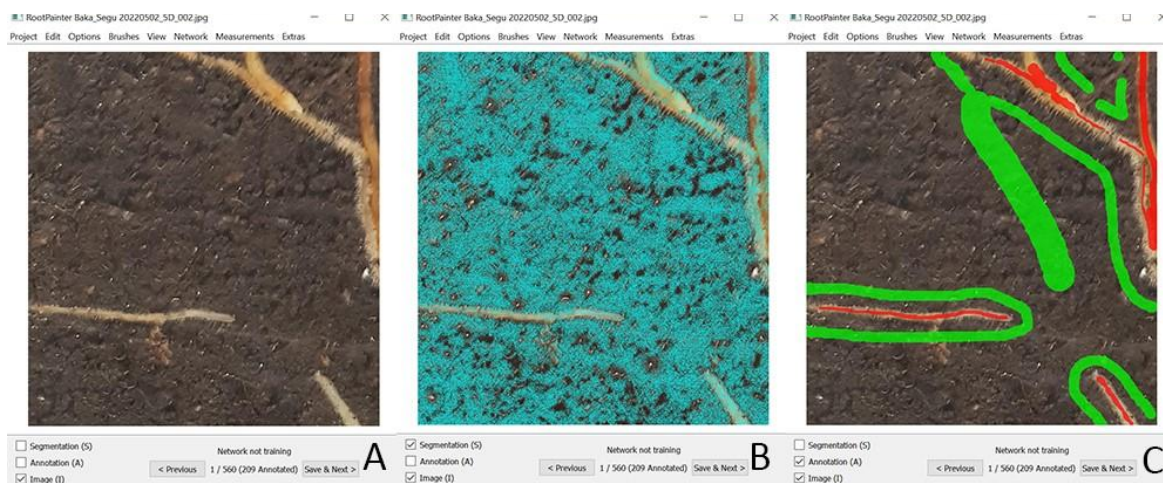 RootPainter Baka_Segu 20220502_5D_002.jpg
Project Edit Options Brushes View Network Measurements Extras
Segmentation (S)
Annotation (A)
Image (I)
Network not training
< Previous 1 / 560 (209 Annotated) Save & Next >
A
RootPainter Baka_Segu 20220502_5D_002.jpg
Project Edit Options Brushes View Network Measurements Extras
Segmentation (S)
Annotation (A)
Image (I)
Network not training
< Previous 1 / 560 (209 Annotated) Save & Next >
B
RootPainter Baka_Segu 20220502_5D_002.jpg
Project Edit Options Brushes View Network Measurements Extras
Segmentation (S)
Annotation (A)
Image (I)
Network not training
< Previous 1 / 560 (209 Annotated) Save & Next >
C